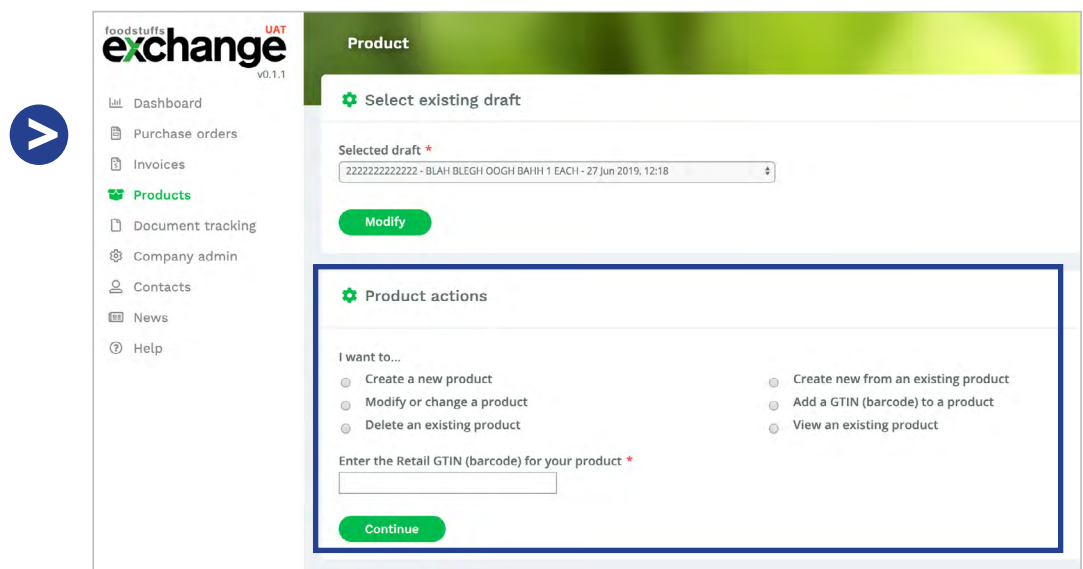 foodstuffs UAT
exchange
v0.1.1
>
Dashboard
Purchase orders
Invoices
Products
Document tracking
Company admin
Contacts
News
Help
Product
Select existing draft
Selected draft *
2222222222222 - BLAH BLEGH OOGH BAHH 1 EACH - 27 Jun 2019, 12:18
Modify
Product actions
I want to...
Create a new product
Create new from an existing product
Modify or change a product
Add a GTIN (barcode) to a product
Delete an existing product
View an existing product
Enter the Retail GTIN (barcode) for your product *
Continue